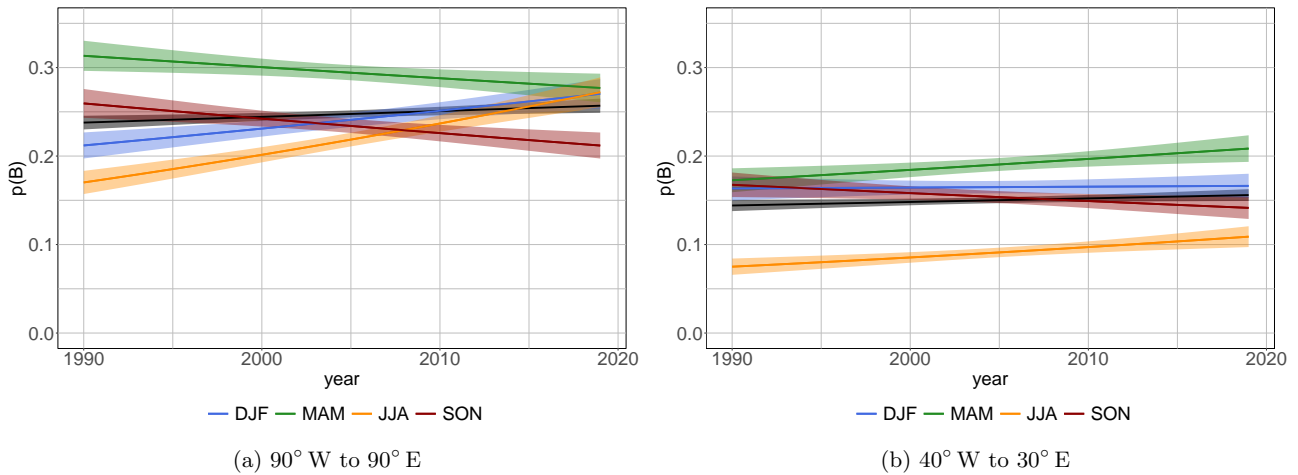 0.3
0.2
0.1
0.0
p(B)
1990 2000 2010 2020
year
DJF MAM JJA SON
(a) 90° W to 90° E
0.3
0.2
0.1
0.0
p(B)
1990 2000 2010 2020
year
DJF MAM JJA SON
(b) 40° W to 30° E